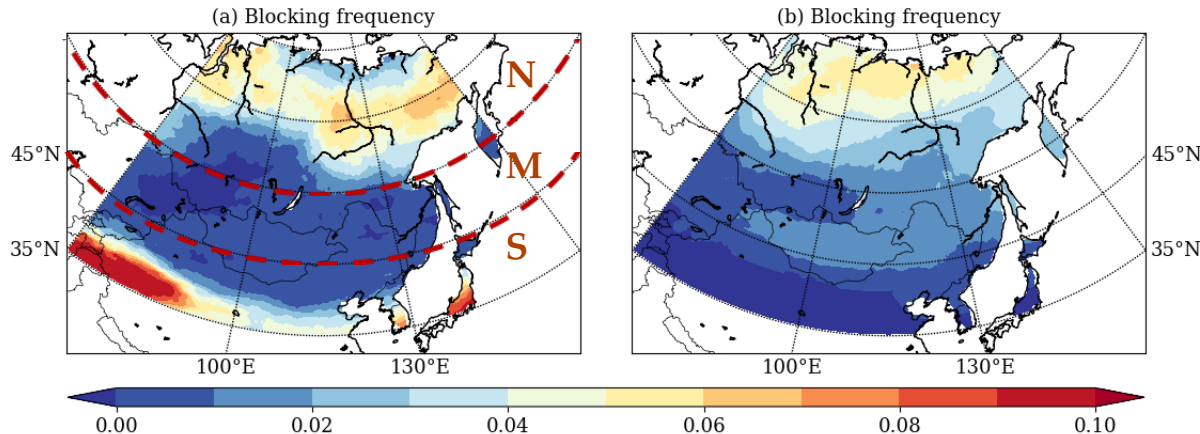 (a) Blocking frequency
(b) Blocking frequency
N
M
S
45°N
35°N
45°N
35°N
100°E
130°E
100°E
130°E
0.00
0.02
0.04
0.06
0.08
0.10